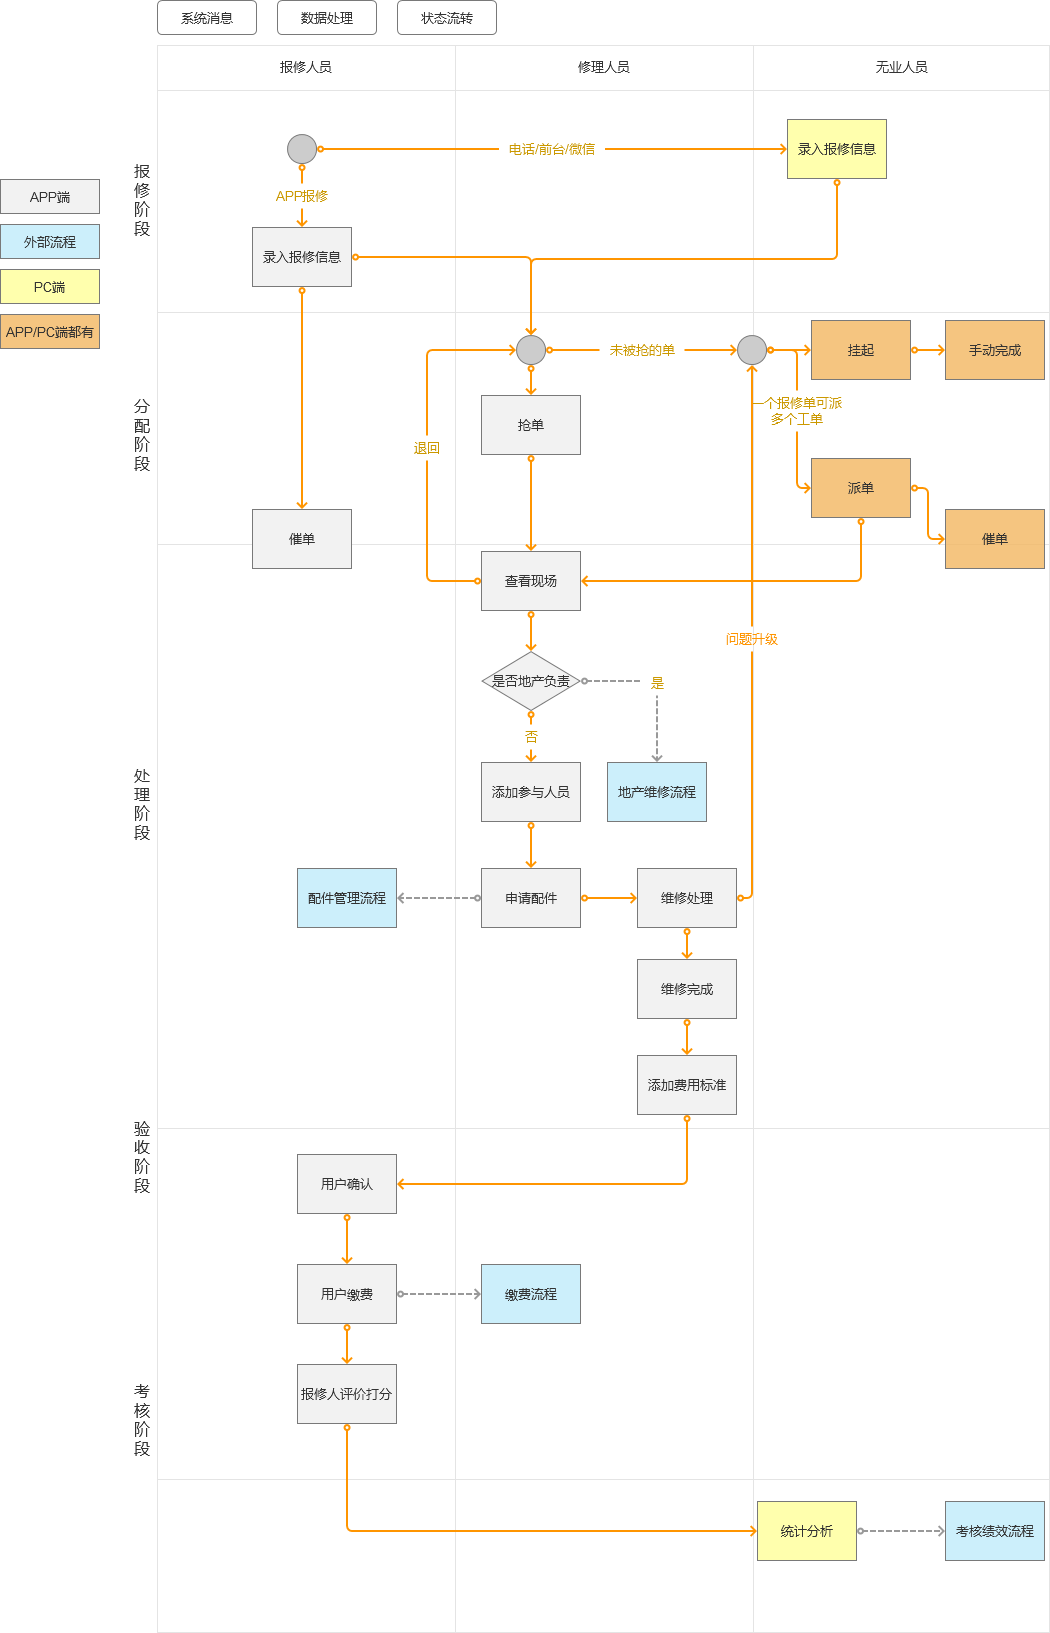 系统消息
数据处理
状态流转
报修人员
修理人员
无业人员
报修阶段
电话/前台/微信
录入报修信息
APP报修
录入报修信息
APP端
外部流程
PC端
APP/PC端都有
分配阶段
未被抢的单
挂起
手动完成
一个报修单可派
多个工单
抢单
退回
派单
催单
催单
处理阶段
查看现场
问题升级
是否地产负责
是
否
添加参与人员
地产维修流程
配件管理流程
申请配件
维修处理
维修完成
添加费用标准
验收阶段
用户确认
用户缴费
缴费流程
考核阶段
报修人评价打分
统计分析
考核绩效流程